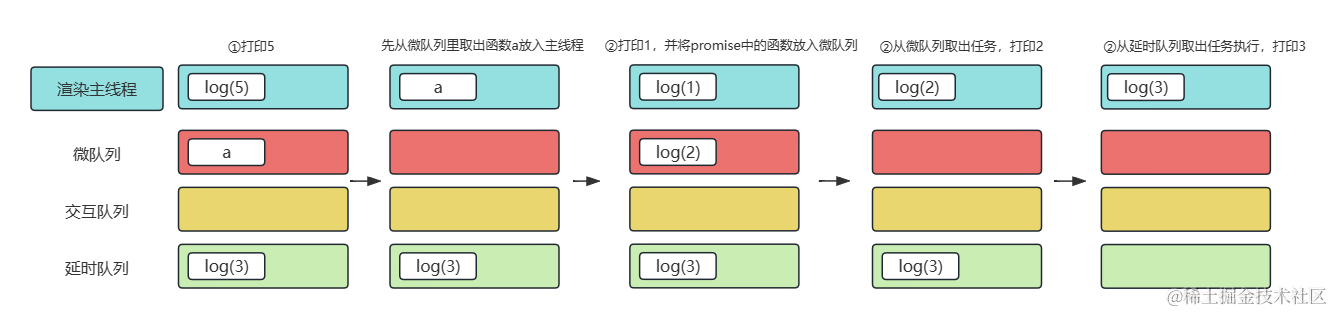 ①打印5
先从微队列里取出函数a放入主线程
②打印1，并将promise中的函数放入微队列
②从微队列取出任务，打印2
②从延时队列取出任务执行，打印3
渲染主线程
log(5)
a
log(1)
log(2)
log(3)
微队列
a
log(2)
交互队列
延时队列
log(3)
log(3)
log(3)
log(3)
@稀土掘金技术社区